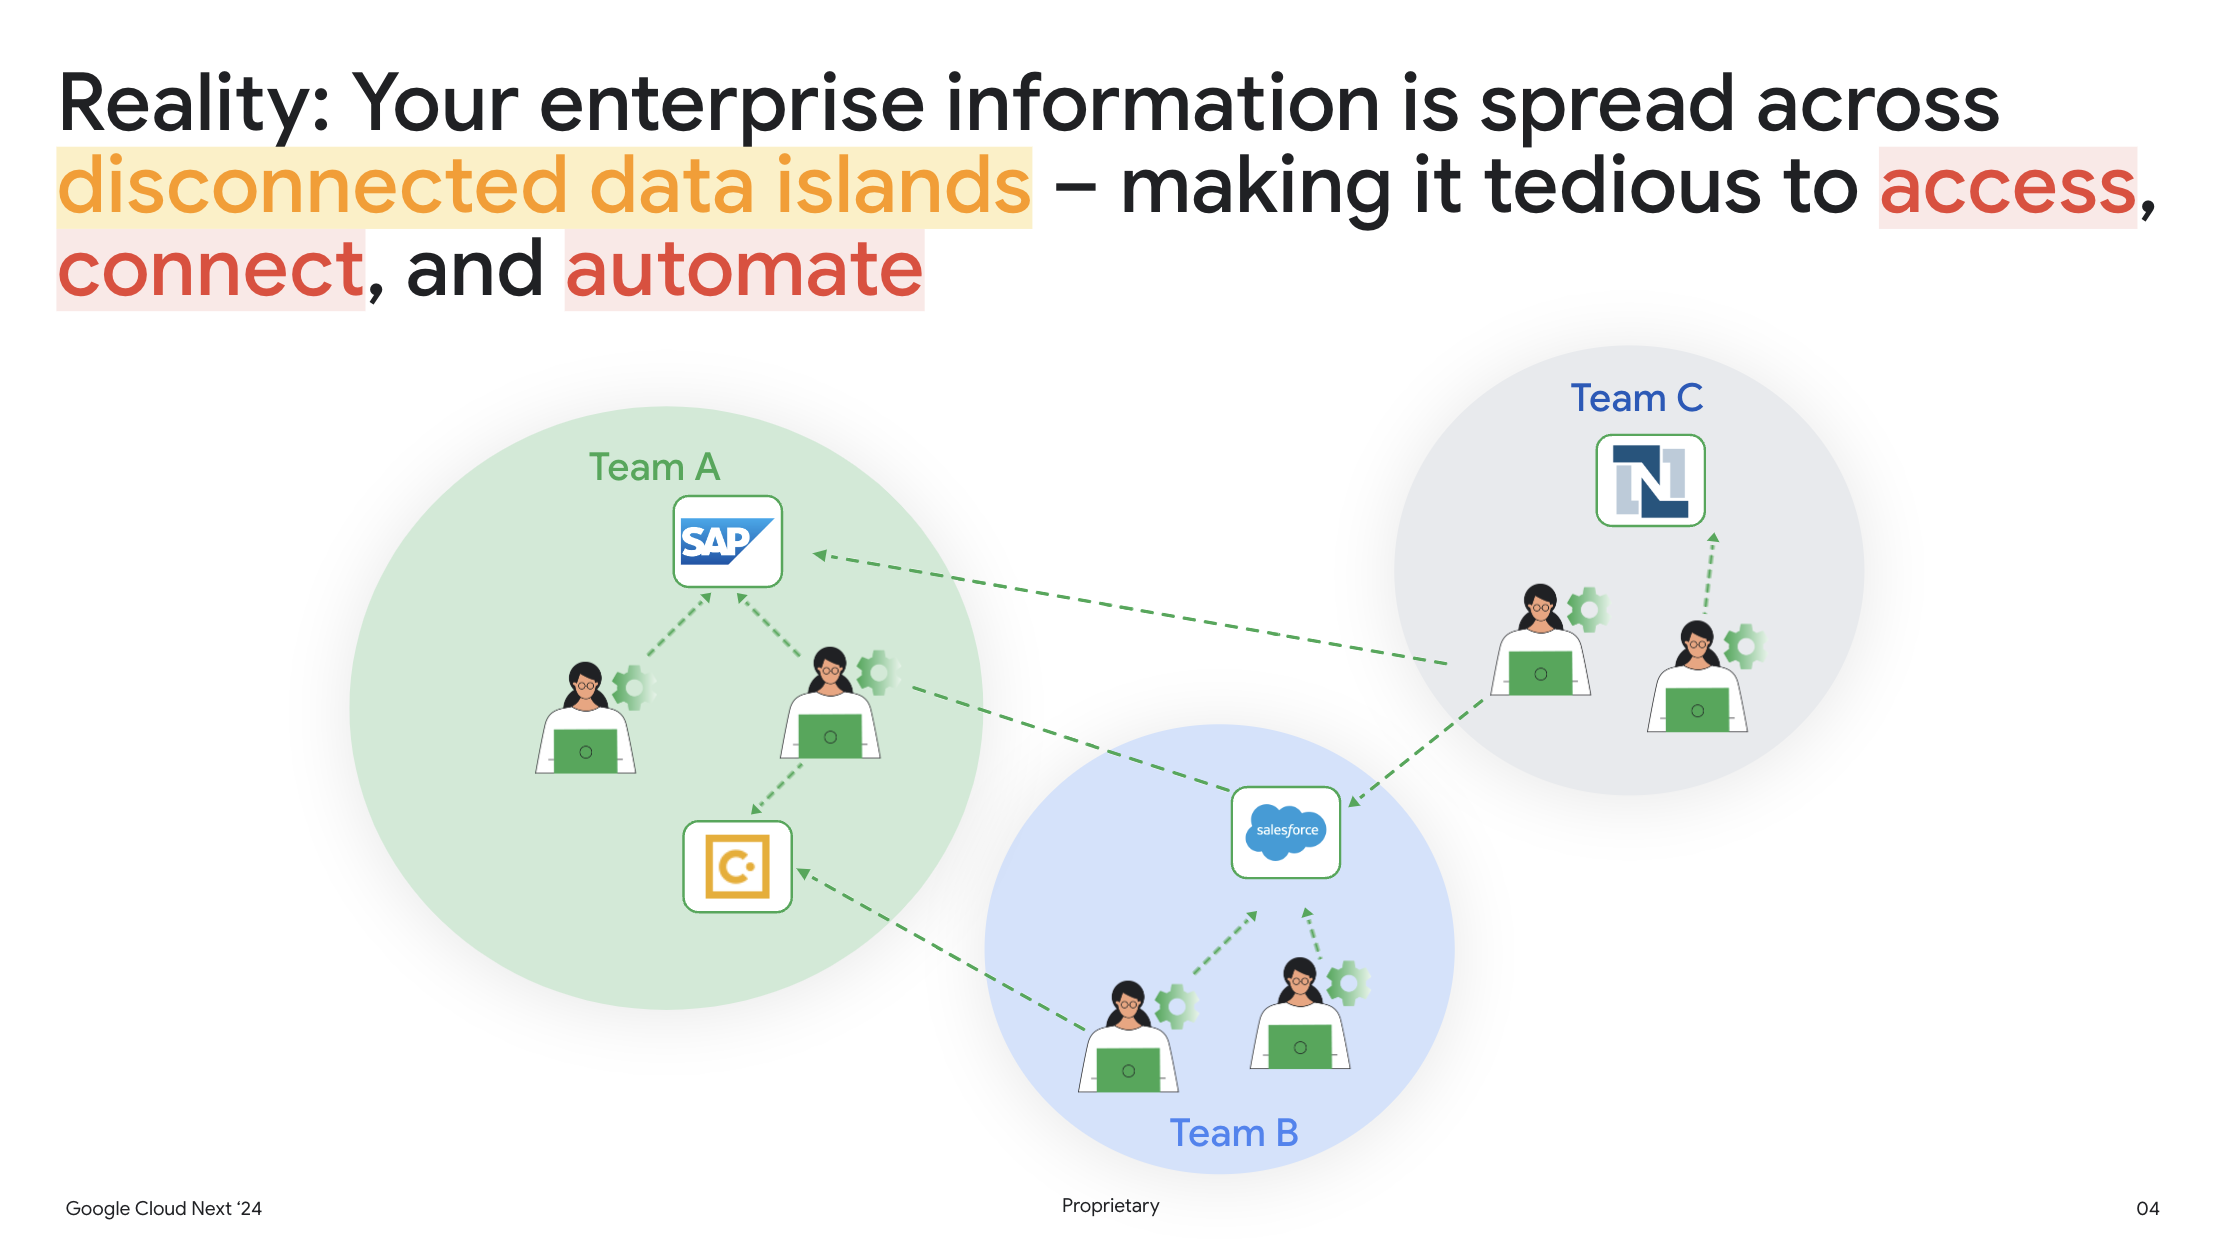 Reality: Your enterprise information is spread across
disconnected data islands – making it tedious to access,
connect, and automate
Team C
Team A
N
SAP
C
salesforce
Team B
Google Cloud Next ‘24
Proprietary
04